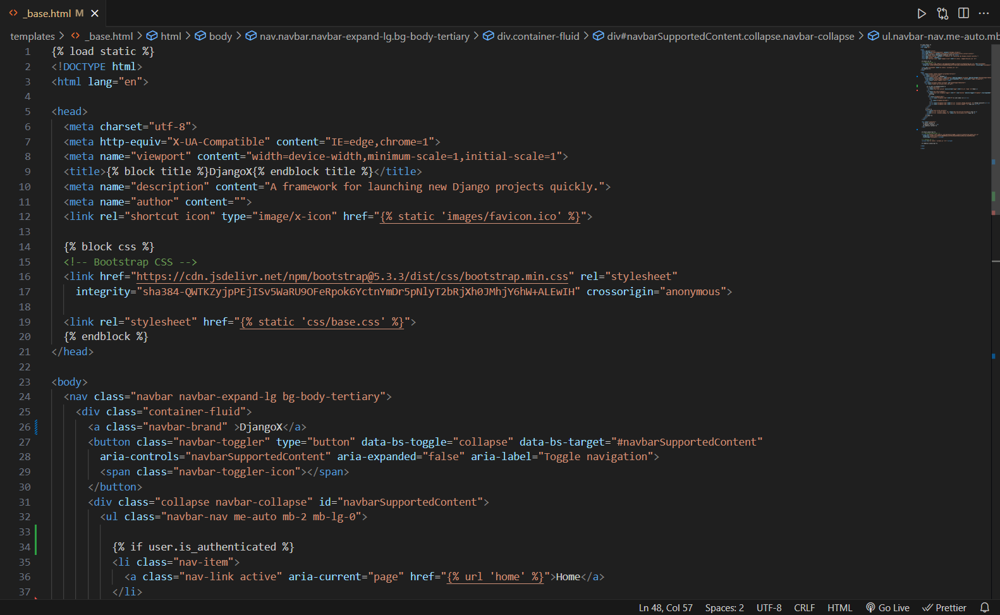 _base.html M
templates > _base.html > html > body > nav.navbar.navbar-expand-lg.bg-body-tertiary > div.container-fluid > div#navbarSupportedContent.collapse.navbar-collapse > ul.navbar-nav.me-auto.mb
1 {% load static %}
2 <!DOCTYPE html>
3 <html lang="en">
4
5 <head>
6 <meta charset="utf-8">
7 <meta http-equiv="X-UA-Compatible" content="IE=edge,chrome=1">
8 <meta name="viewport" content="width=device-width,minimum-scale=1,initial-scale=1">
9 <title>{% block title %}DjangoX{% endblock title %}</title>
10 <meta name="description" content="A framework for launching new Django projects quickly.">
11 <meta name="author" content="">
12 <link rel="shortcut icon" type="image/x-icon" href="{% static 'images/favicon.ico' %}">
13
14 {% block css %}
15 <!-- Bootstrap CSS -->
16 <link href="https://cdn.jsdelivr.net/npm/bootstrap@5.3.3/dist/css/bootstrap.min.css" rel="stylesheet"
17 integrity="sha384-QWTKZyjpPEjISv5WaRU9OFeRpok6YctnYmDr5pNlyT2bRjXh0JMhjY6hW+ALEwIH" crossorigin="anonymous">
18
19 <link rel="stylesheet" href="{% static 'css/base.css' %}">
20 {% endblock %}
21 </head>
22
23 <body>
24 <nav class="navbar navbar-expand-lg bg-body-tertiary">
25 <div class="container-fluid">
26 <a class="navbar-brand" >DjangoX</a>
27 <button class="navbar-toggler" type="button" data-bs-toggle="collapse" data-bs-target="#navbarSupportedContent"
28 aria-controls="navbarSupportedContent" aria-expanded="false" aria-label="Toggle navigation">
29 <span class="navbar-toggler-icon"></span>
30 </button>
31 <div class="collapse navbar-collapse" id="navbarSupportedContent">
32 <ul class="navbar-nav me-auto mb-2 mb-lg-0">
33
34 {% if user.is_authenticated %}
35 <li class="nav-item">
36 <a class="nav-link active" aria-current="page" href="{% url 'home' %}">Home</a>
37 </li>
Ln 48, Col 57 Spaces: 2 UTF-8 CRLF HTML Go Live Prettier